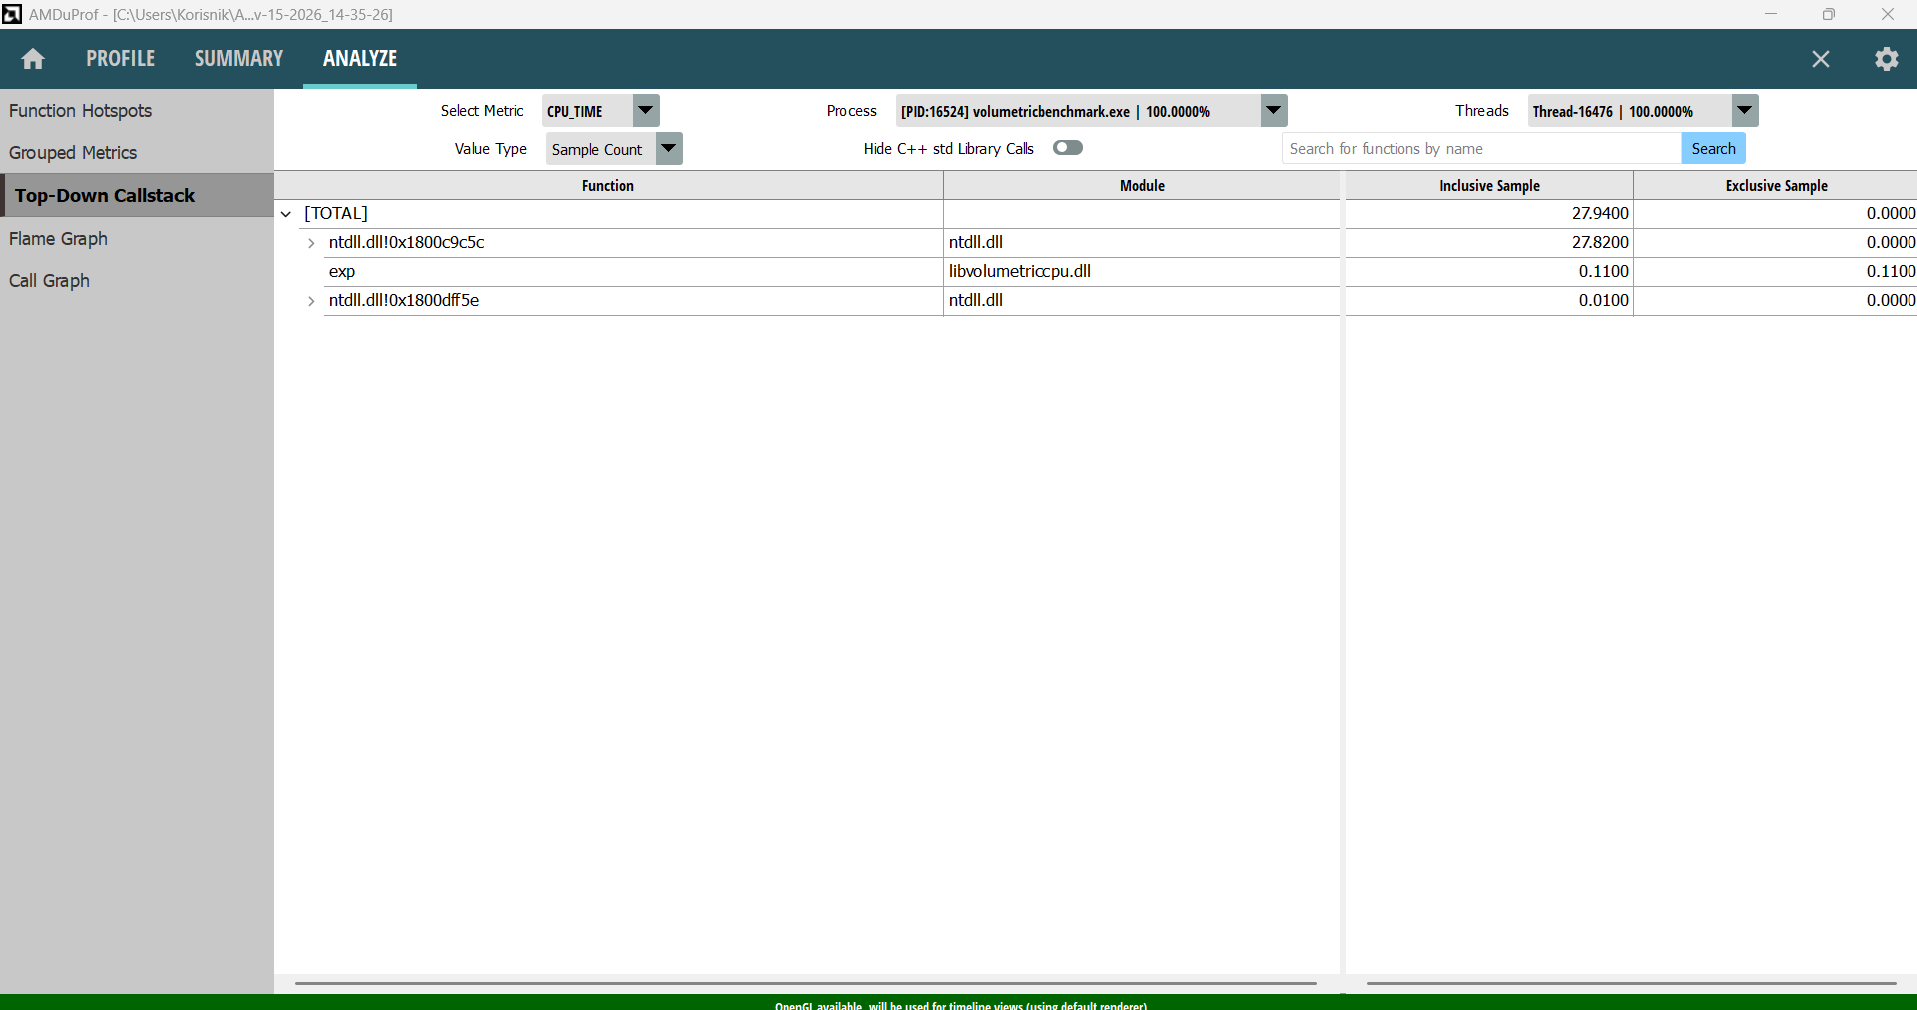 AMDuProf - [C:\Users\Korisnik\A...v-15-2026_14-35-26]
PROFILE SUMMARY ANALYZE
Function Hotspots
Grouped Metrics
Top-Down Callstack
Flame Graph
Call Graph
Select Metric CPU_TIME Process [PID:16524] volumetricbenchmark.exe | 100.0000% Threads Thread-16476 | 100.0000%
Value Type Sample Count Hide C++ std Library Calls Search for functions by name Search
Function Module Inclusive Sample Exclusive Sample
[TOTAL] 27.9400 0.0000
ntdll.dll!0x1800c9c5c ntdll.dll 27.8200 0.0000
exp libvolumetriccpu.dll 0.1100 0.1100
ntdll.dll!0x1800dff5e ntdll.dll 0.0100 0.0000
OpenGL available, will be used for timeline views (using default renderer)